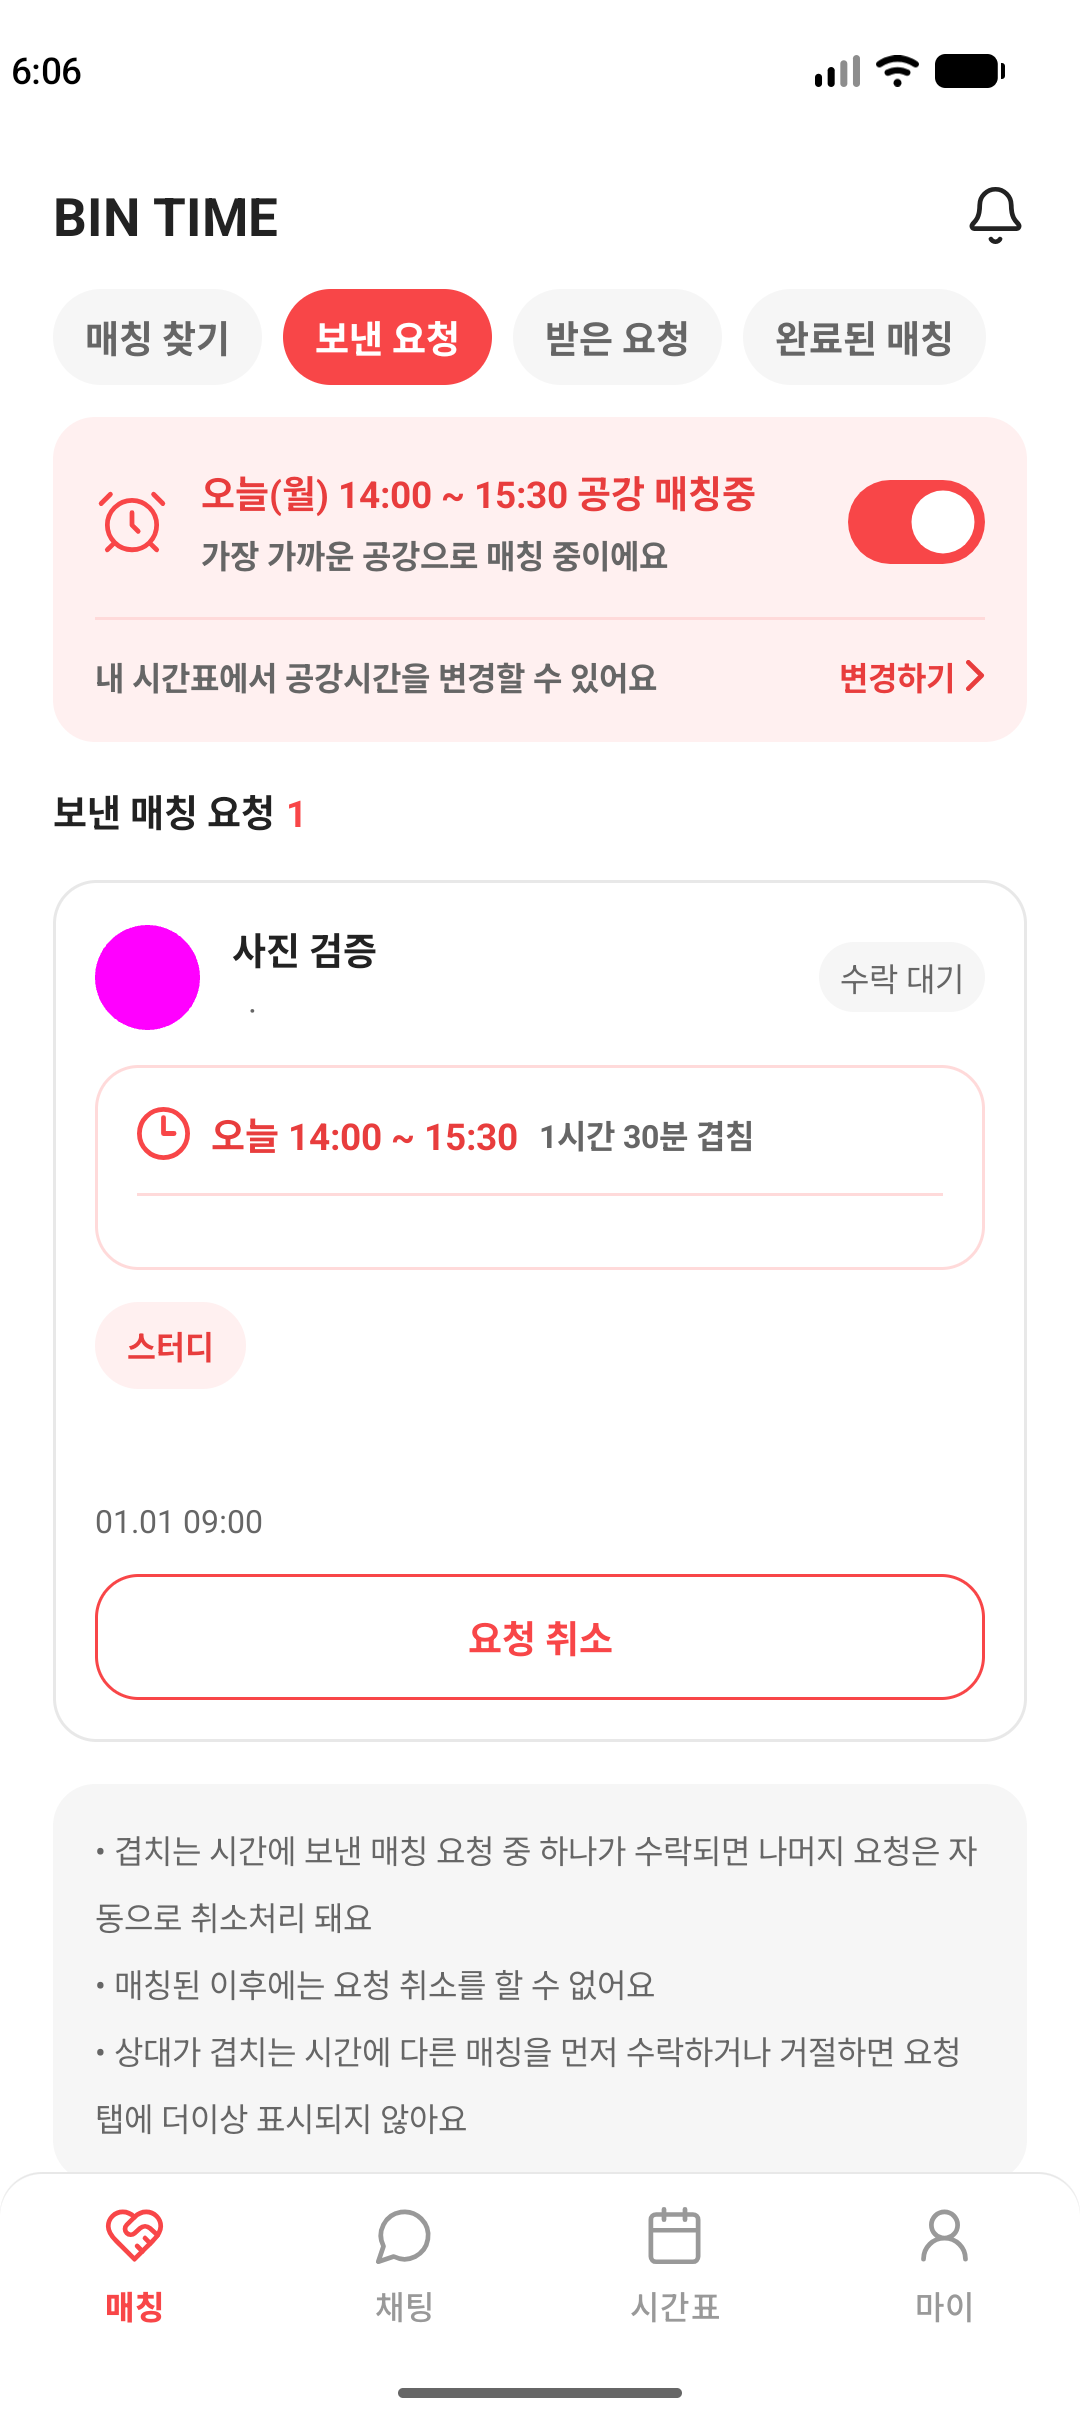 6:06
BIN TIME
매칭 찾기
보낸 요청
받은 요청
완료된 매칭
오늘(월) 14:00 ~ 15:30 공강 매칭중
가장 가까운 공강으로 매칭 중이에요
내 시간표에서 공강시간을 변경할 수 있어요
변경하기
보낸 매칭 요청 1
사진 검증
·
수락 대기
오늘 14:00 ~ 15:30 1시간 30분 겹침
스터디
01.01 09:00
요청 취소
• 겹치는 시간에 보낸 매칭 요청 중 하나가 수락되면 나머지 요청은 자
동으로 취소처리 돼요
• 매칭된 이후에는 요청 취소를 할 수 없어요
• 상대가 겹치는 시간에 다른 매칭을 먼저 수락하거나 거절하면 요청
탭에 더이상 표시되지 않아요
매칭
채팅
시간표
마이